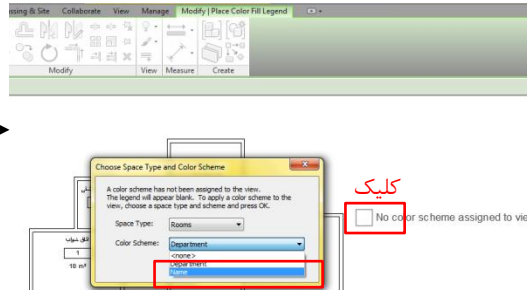 nsing & Site Collaborate View Manage Modify | Place Color Fill Legend
Modify View Measure Create
Choose Space Type and Color Scheme
A color scheme has not been assigned to the view.
The legend will appear blank. To apply a color scheme to the
view, choose a space type and scheme and press OK.
Space Type: Rooms
Color Scheme: Department
<none>
Department
Name
کلیک
No color scheme assigned to vie
اتاق خواب
1
10 m²